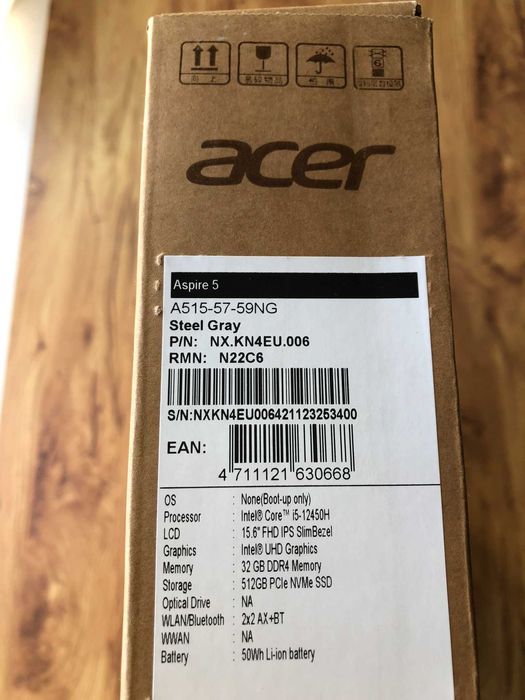 向上
6
acer
Aspire 5
A515-57-59NG
Steel Gray
P/N: NX.KN4EU.006
RMN: N22C6
S/N:NXKN4EU006421123253400
EAN:
4 711121 630668
OS : None(Boot-up only)
Processor : Intel® Core™ i5-12450H
LCD : 15.6" FHD IPS SlimBezel
Graphics : Intel® UHD Graphics
Memory : 32 GB DDR4 Memory
Storage : 512GB PCIe NVMe SSD
Optical Drive : NA
WLAN/Bluetooth : 2x2 AX+BT
WWAN : NA
Battery : 50Wh Li-ion battery